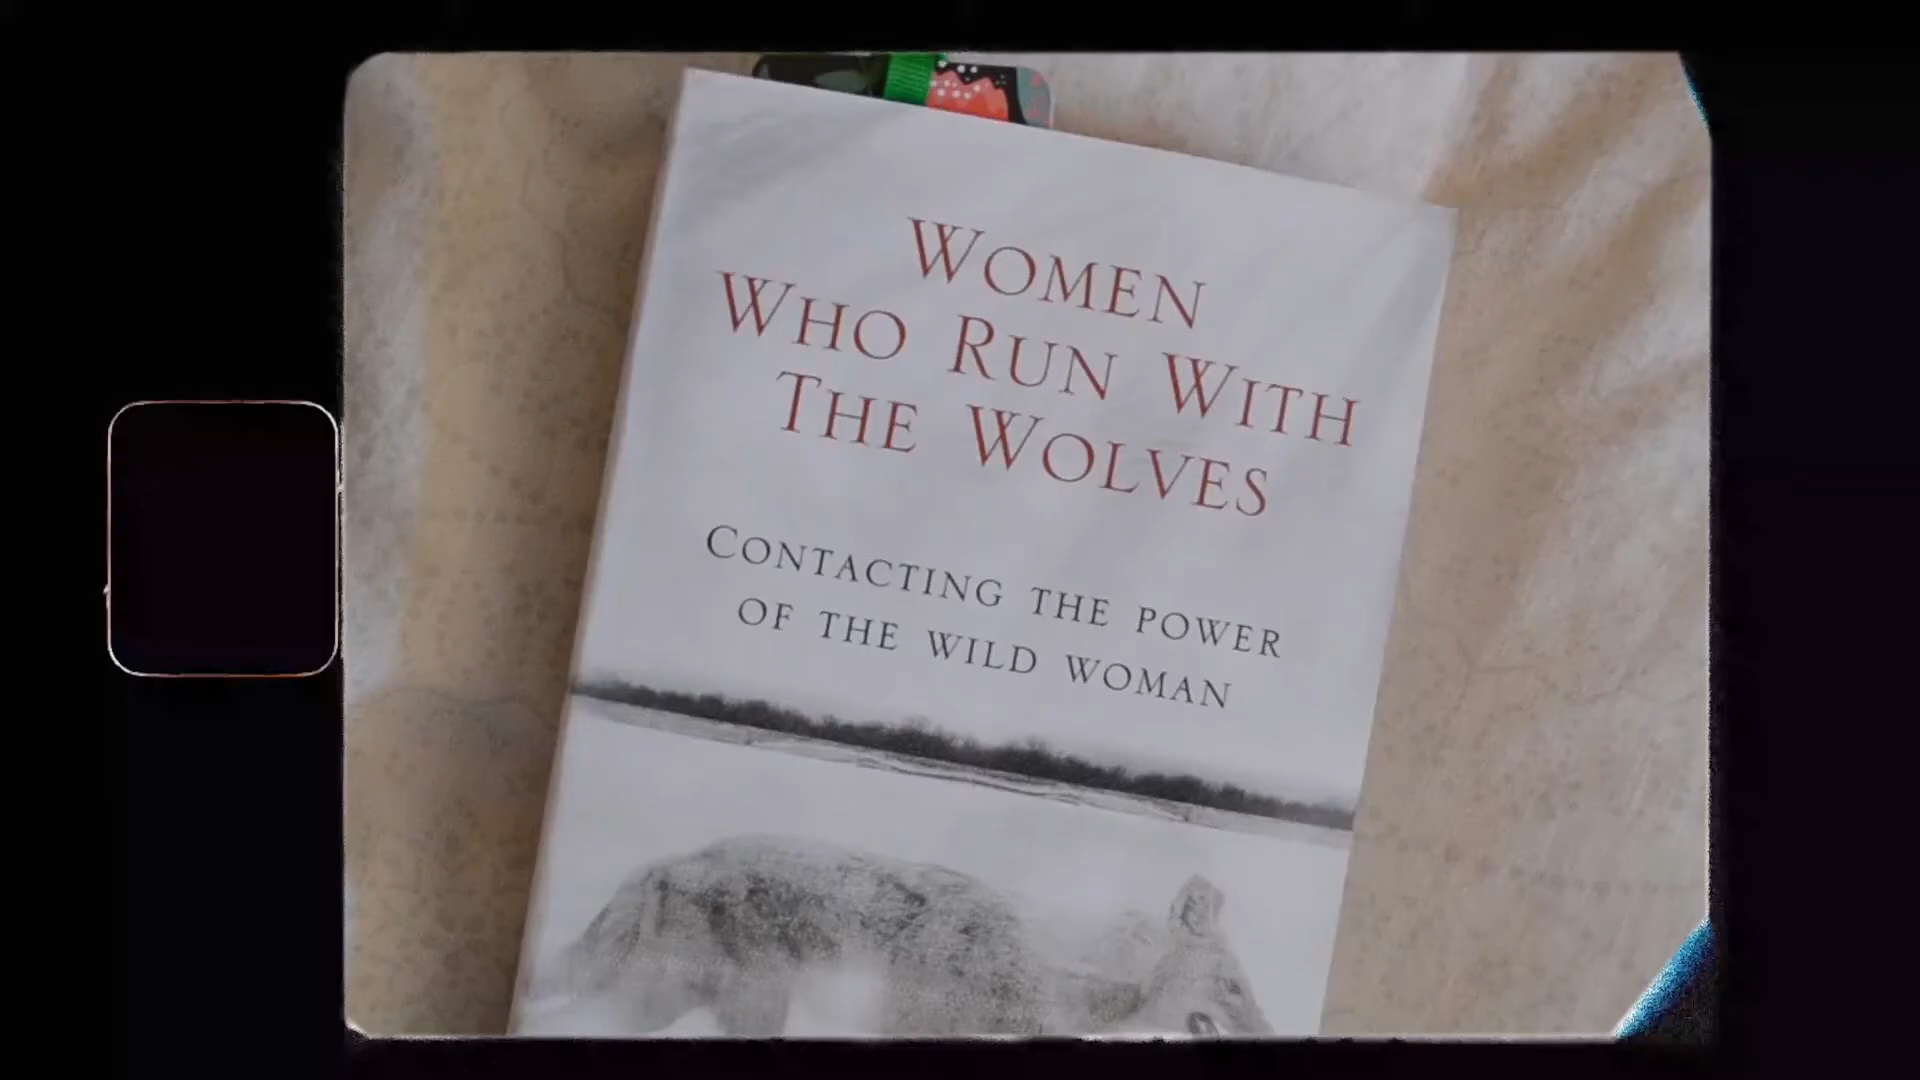 WOMEN
WHO RUN WITH
THE WOLVES
CONTACTING THE POWER
OF THE WILD WOMAN